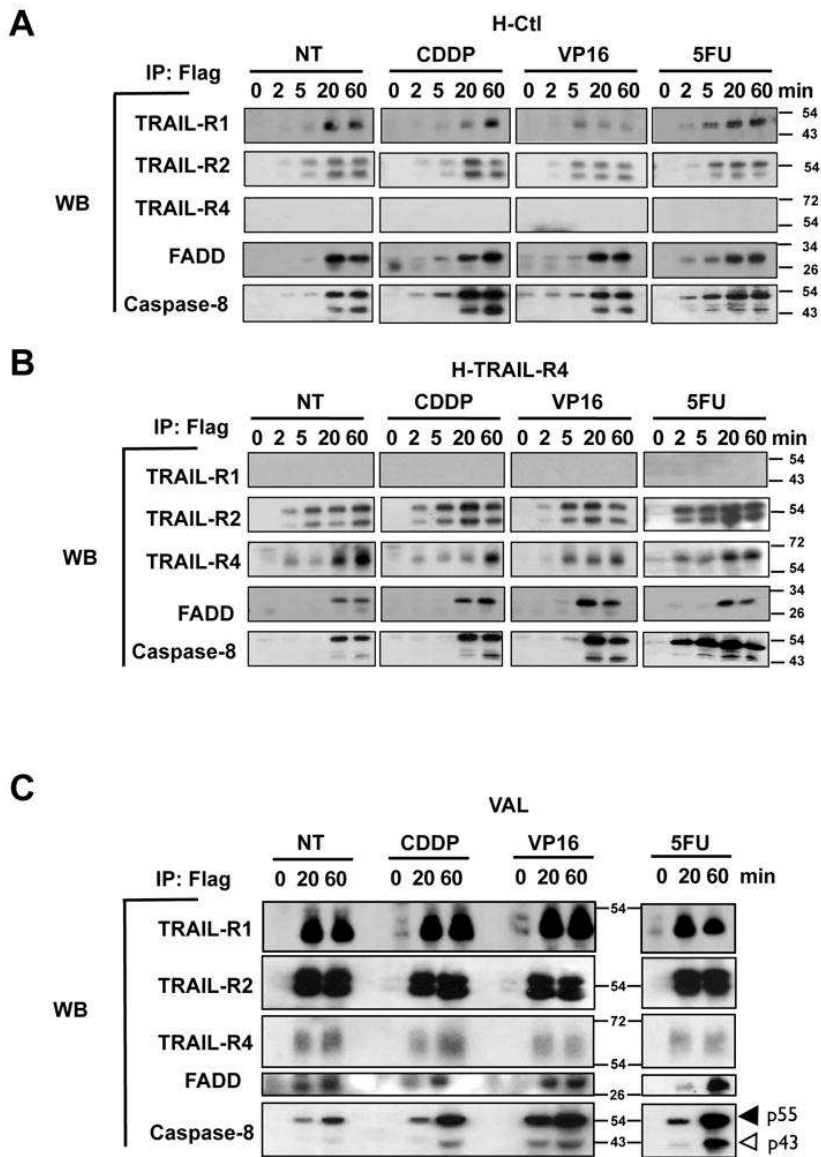 A
H-Ctl
NT CDDP VP16 5FU
IP: Flag
0 2 5 20 60 0 2 5 20 60 0 2 5 20 60 0 2 5 20 60 min
TRAIL-R1
54
43
TRAIL-R2
54
TRAIL-R4
72
54
WB
FADD
34
26
Caspase-8
54
43
B
H-TRAIL-R4
NT CDDP VP16 5FU
IP: Flag
0 2 5 20 60 0 2 5 20 60 0 2 5 20 60 0 2 5 20 60 min
TRAIL-R1
54
43
TRAIL-R2
54
TRAIL-R4
72
54
WB
FADD
34
26
Caspase-8
54
43
C
VAL
NT CDDP VP16 5FU
IP: Flag
0 20 60 0 20 60 0 20 60 0 20 60 min
TRAIL-R1
54
TRAIL-R2
54
WB
TRAIL-R4
72
54
FADD
26
Caspase-8
54 p55
43 p43